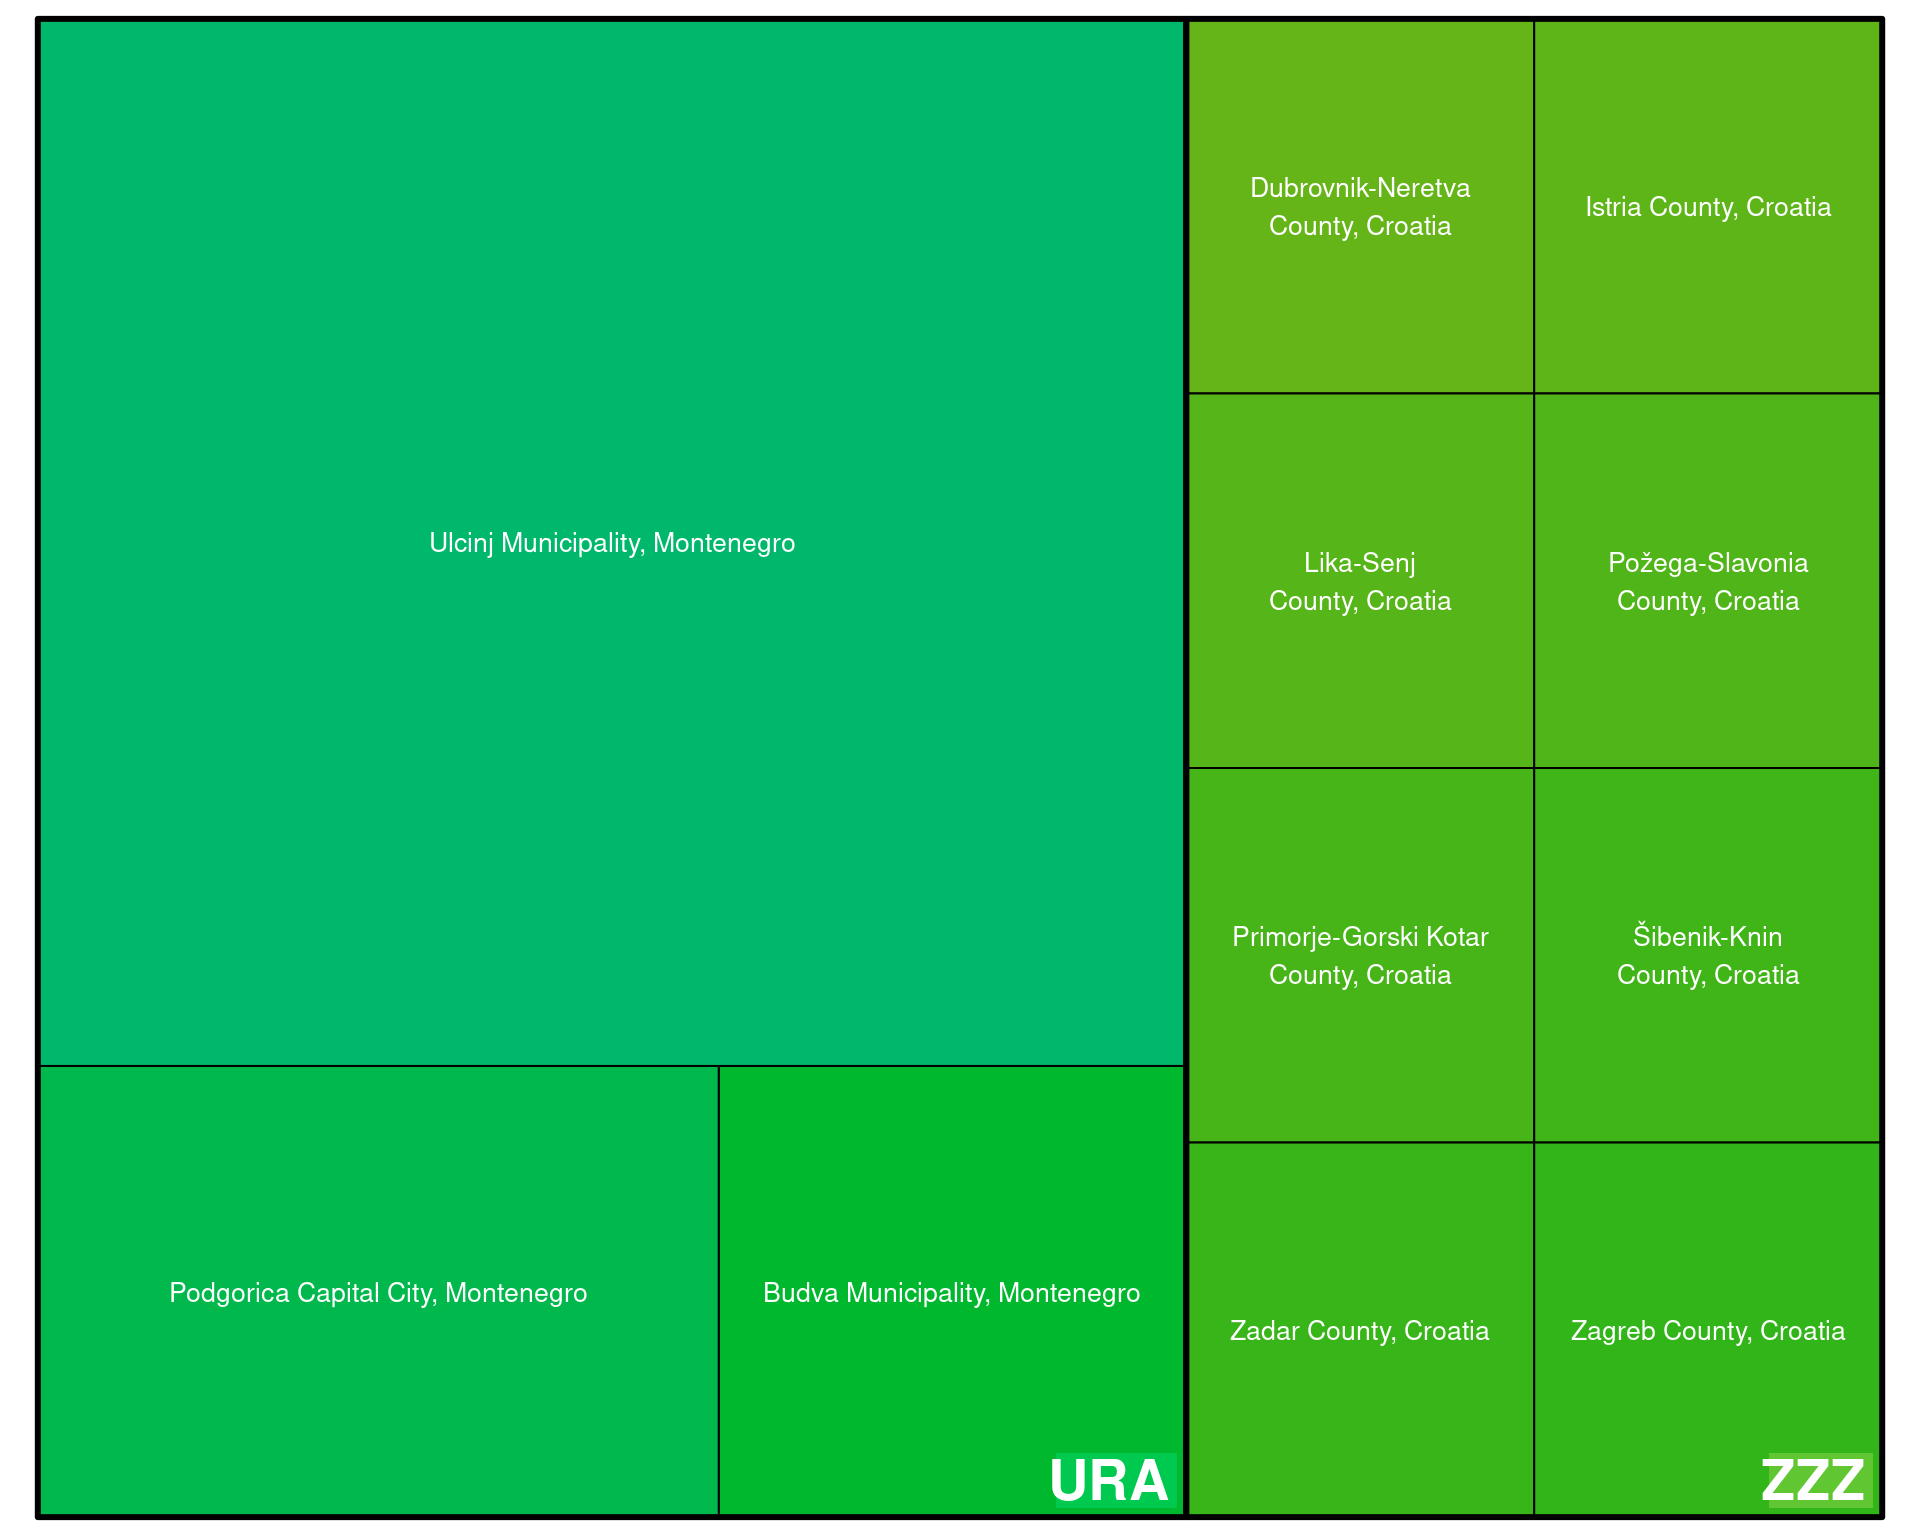 Ulcinj Municipality, Montenegro
Podgorica Capital City, Montenegro
Budva Municipality, Montenegro
URA
Dubrovnik-Neretva
County, Croatia
Istria County, Croatia
Lika-Senj
County, Croatia
Požega-Slavonia
County, Croatia
Primorje-Gorski Kotar
County, Croatia
Šibenik-Knin
County, Croatia
Zadar County, Croatia
Zagreb County, Croatia
ZZZ